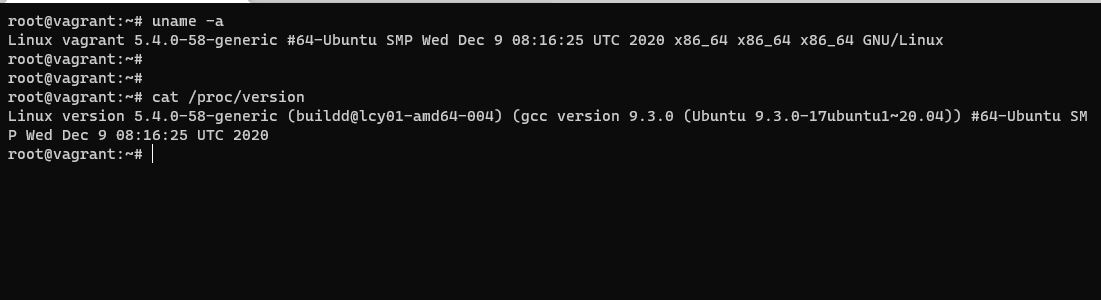 root@vagrant:~# uname -a
Linux vagrant 5.4.0-58-generic #64-Ubuntu SMP Wed Dec 9 08:16:25 UTC 2020 x86_64 x86_64 x86_64 GNU/Linux
root@vagrant:~#
root@vagrant:~#
root@vagrant:~# cat /proc/version
Linux version 5.4.0-58-generic (buildd@lcy01-amd64-004) (gcc version 9.3.0 (Ubuntu 9.3.0-17ubuntu1~20.04)) #64-Ubuntu SM
P Wed Dec 9 08:16:25 UTC 2020
root@vagrant:~#